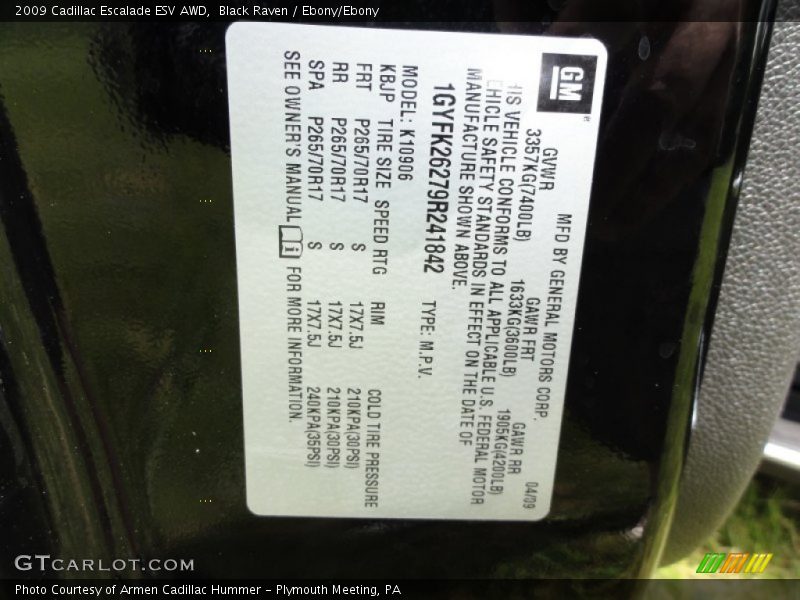 2009 Cadillac Escalade ESV AWD,  Black Raven / Ebony/Ebony
GM
MFD BY GENERAL MOTORS CORP. 04/09
GVWR GAWR FRT GAWR RR
3357KG(7400LB) 1633KG(3600LB) 1905KG(4200LB)
HIS VEHICLE CONFORMS TO ALL APPLICABLE U.S. FEDERAL MOTOR
EHICLE SAFETY STANDARDS IN EFFECT ON THE DATE OF
MANUFACTURE SHOWN ABOVE.
1GYFK26279R241842 TYPE: M.P.V.
MODEL: K10906
KBJP TIRE SIZE SPEED RTG RIM COLD TIRE PRESSURE
FRT P265/70R17 S 17X7.5J 210KPA(30PSI)
RR P265/70R17 S 17X7.5J 210KPA(30PSI)
SPA P265/70R17 S 17X7.5J 240KPA(35PSI)
SEE OWNER'S MANUAL FOR MORE INFORMATION.
GTCARLOT.COM
Photo Courtesy of Armen Cadillac Hummer - Plymouth Meeting, PA